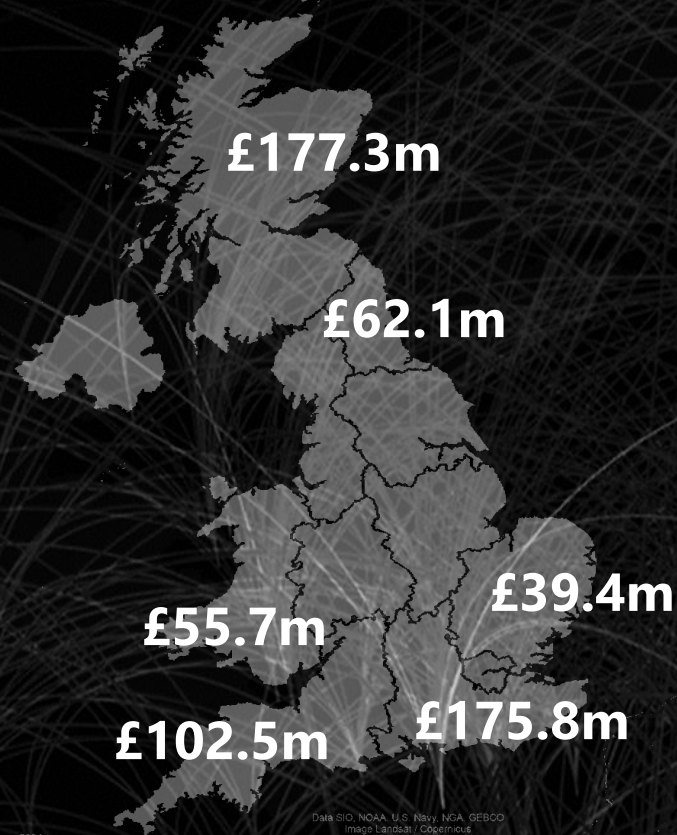 £177.3m
£62.1m
£39.4m
£55.7m
£175.8m
£102.5m
Data SIO, NOAA, U.S. Navy, NGA, GEBCO
Image Landsat / Copernicus